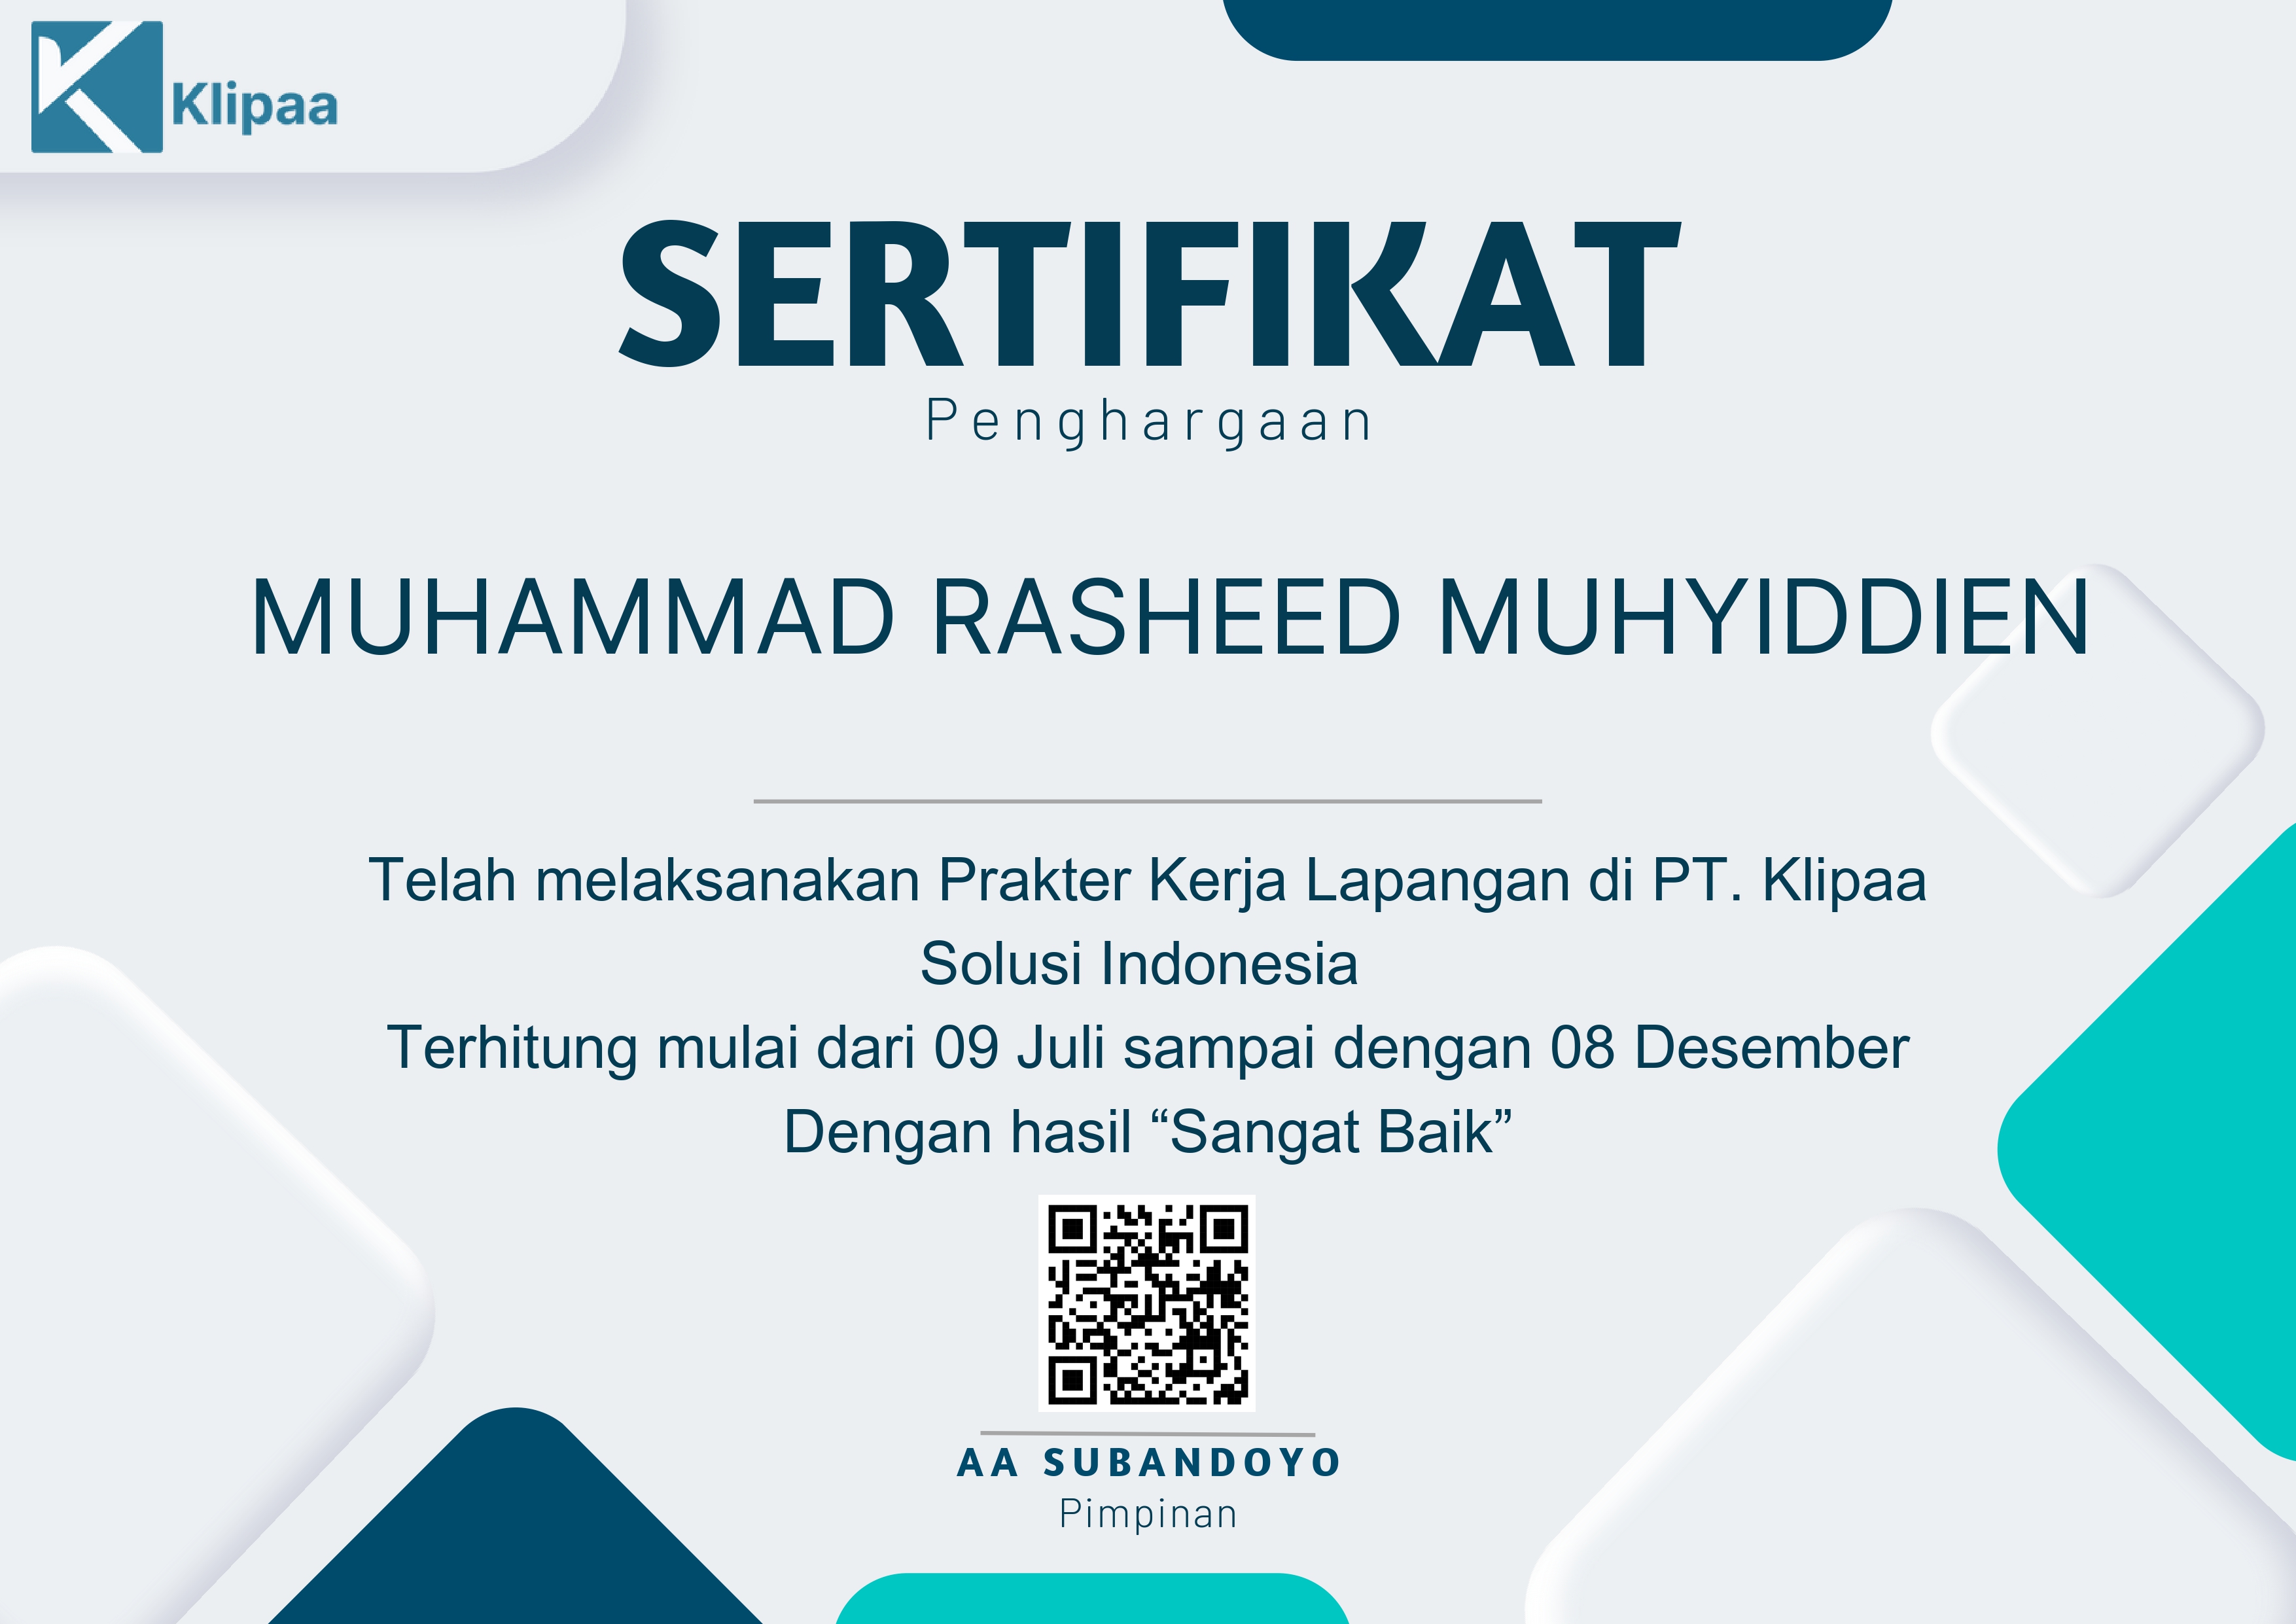 Klipaa
SERTIFIKAT
Penghargaan
MUHAMMAD RASHEED MUHYIDDIEN
Telah melaksanakan Prakter Kerja Lapangan di PT. Klipaa
Solusi Indonesia
Terhitung mulai dari 09 Juli sampai dengan 08 Desember
Dengan hasil “Sangat Baik”
AA SUBANDOYO
Pimpinan